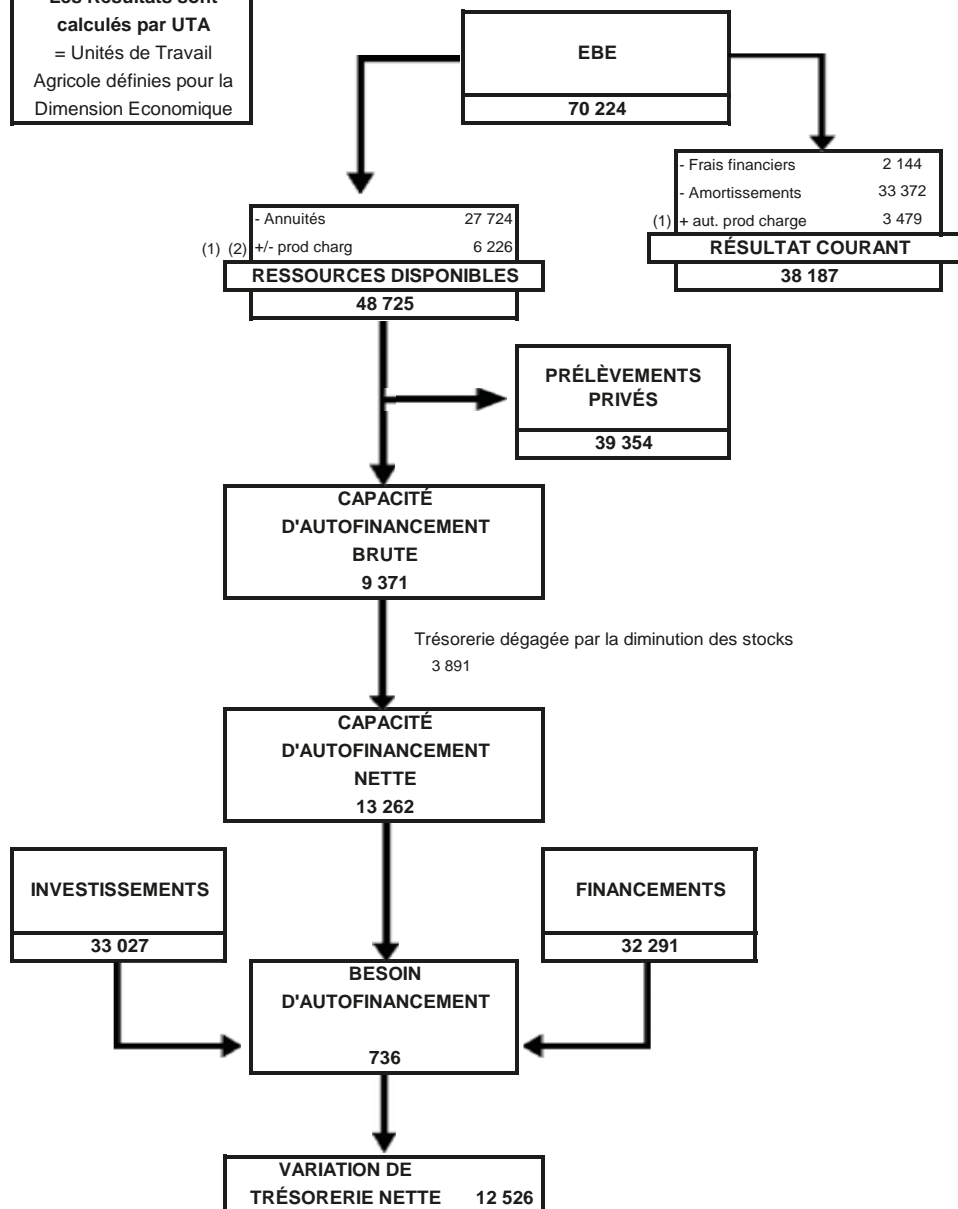 Les Résultats sont
calculés par UTA
= Unités de Travail
Agricole définies pour la
Dimension Economique
EBE
70 224
- Frais financiers 2 144
- Amortissements 33 372
(1) + aut. prod charge 3 479
RÉSULTAT COURANT
38 187
- Annuités 27 724
(1) (2) +/- prod charg 6 226
RESSOURCES DISPONIBLES
48 725
PRÉLÈVEMENTS
PRIVÉS
39 354
CAPACITÉ
D'AUTOFINANCEMENT
BRUTE
9 371
Trésorerie dégagée par la diminution des stocks
3 891
CAPACITÉ
D'AUTOFINANCEMENT
NETTE
13 262
INVESTISSEMENTS
33 027
FINANCEMENTS
32 291
BESOIN
D'AUTOFINANCEMENT
736
VARIATION DE
TRÉSORERIE NETTE 12 526